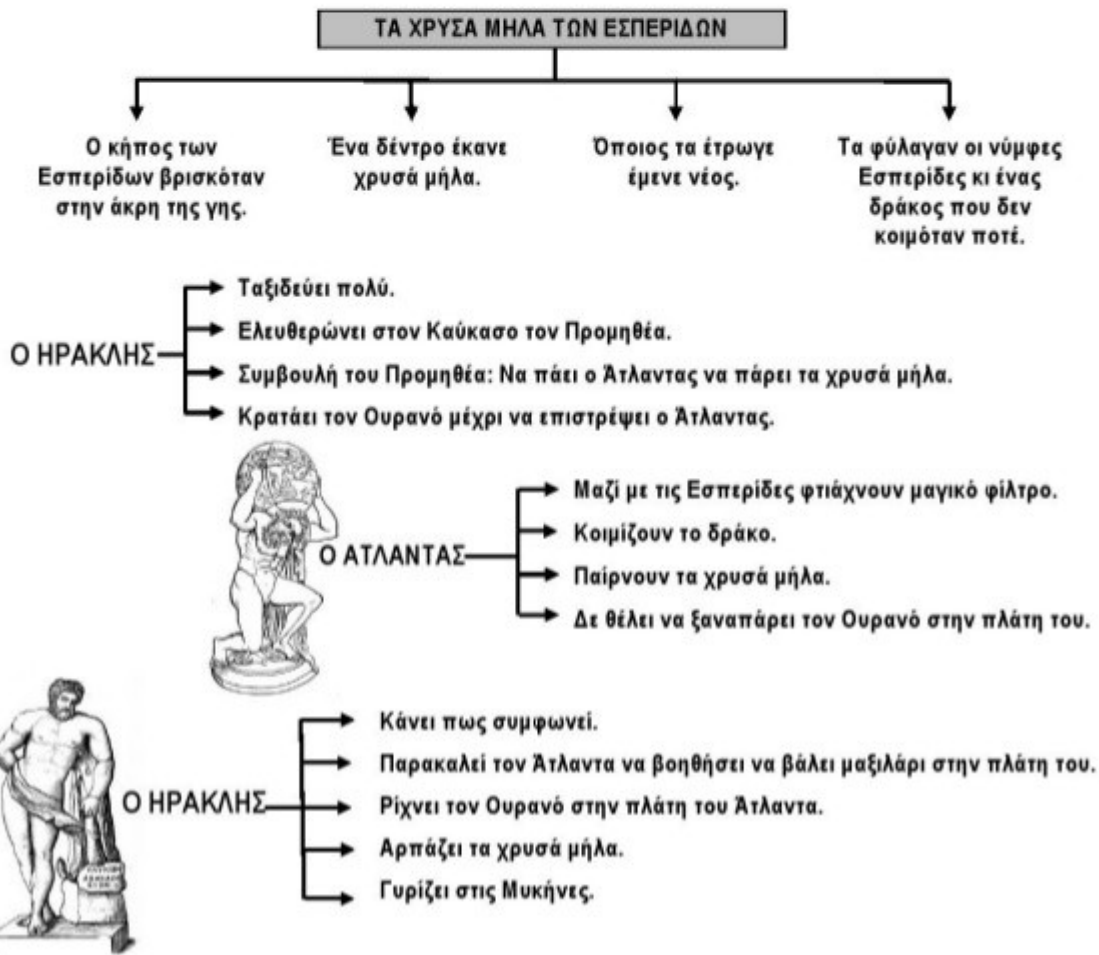 ΤΑ ΧΡΥΣΑ ΜΗΛΑ ΤΩΝ ΕΣΠΕΡΙΔΩΝ
Ο κήπος των
Εσπερίδων βρισκόταν
στην άκρη της γης.
Ένα δέντρο έκανε
χρυσά μήλα.
Όποιος τα έτρωγε
έμενε νέος.
Τα φύλαγαν οι νύμφες
Εσπερίδες κι ένας
δράκος που δεν
κοιμόταν ποτέ.
Ο ΗΡΑΚΛΗΣ
Ταξιδεύει πολύ.
Ελευθερώνει στον Καύκασο τον Προμηθέα.
Συμβουλή του Προμηθέα: Να πάει ο Άτλαντας να πάρει τα χρυσά μήλα.
Κρατάει τον Ουρανό μέχρι να επιστρέψει ο Άτλαντας.
Ο ΑΤΛΑΝΤΑΣ
Μαζί με τις Εσπερίδες φτιάχνουν μαγικό φίλτρο.
Κοιμίζουν το δράκο.
Παίρνουν τα χρυσά μήλα.
Δε θέλει να ξαναπάρει τον Ουρανό στην πλάτη του.
Ο ΗΡΑΚΛΗΣ
Κάνει πως συμφωνεί.
Παρακαλεί τον Άτλαντα να βοηθήσει να βάλει μαξιλάρι στην πλάτη του.
Ρίχνει τον Ουρανό στην πλάτη του Άτλαντα.
Αρπάζει τα χρυσά μήλα.
Γυρίζει στις Μυκήνες.